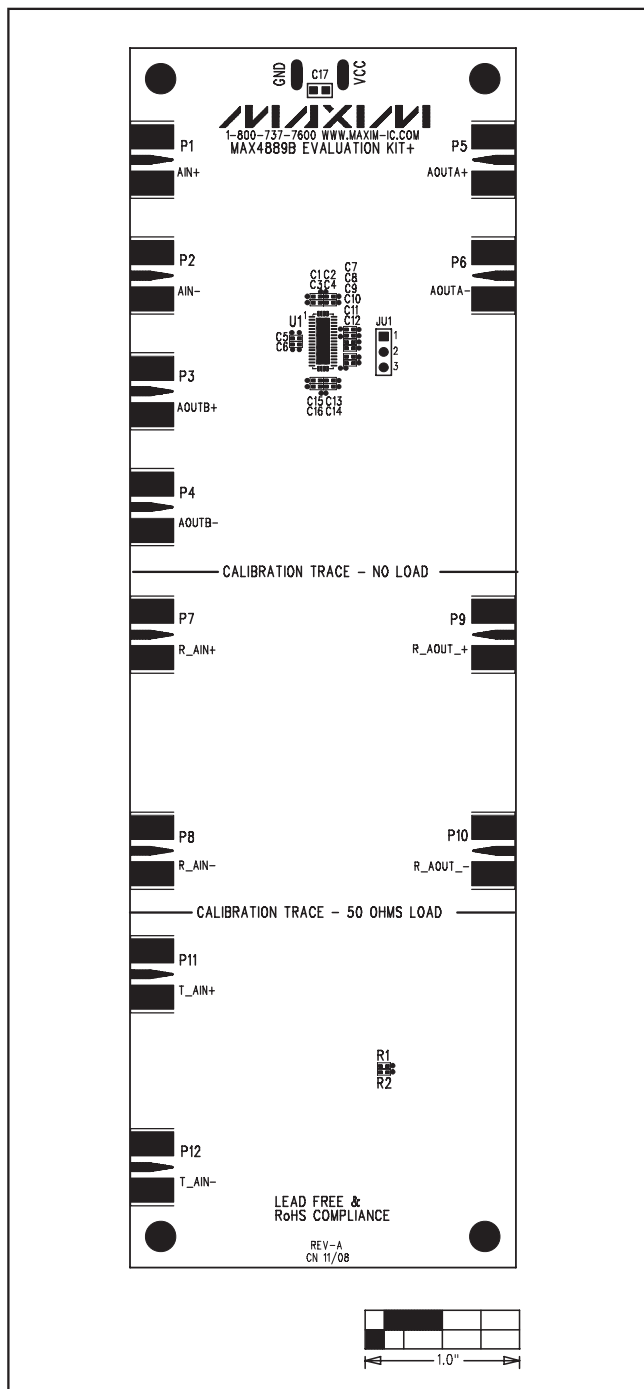 GND
C17
VCC
MAXIM
1-800-737-7600 WWW.MAXIM-IC.COM
MAX4889B EVALUATION KIT+
P1
AIN+
P5
AOUTA+
P2
AIN-
P6
AOUTA-
C1 C2
C3 C4
C7
C8
C9
C10
C11
C12
U1
1
C5
C6
JU1
1
2
3
C15 C13
C16 C14
P3
AOUTB+
P4
AOUTB-
CALIBRATION TRACE - NO LOAD
P7
R_AIN+
P9
R_AOUT_+
P8
R_AIN-
P10
R_AOUT_-
CALIBRATION TRACE - 50 OHMS LOAD
P11
T_AIN+
R1
R2
P12
T_AIN-
LEAD FREE &
RoHS COMPLIANCE
REV-A
CN 11/08
1.0"